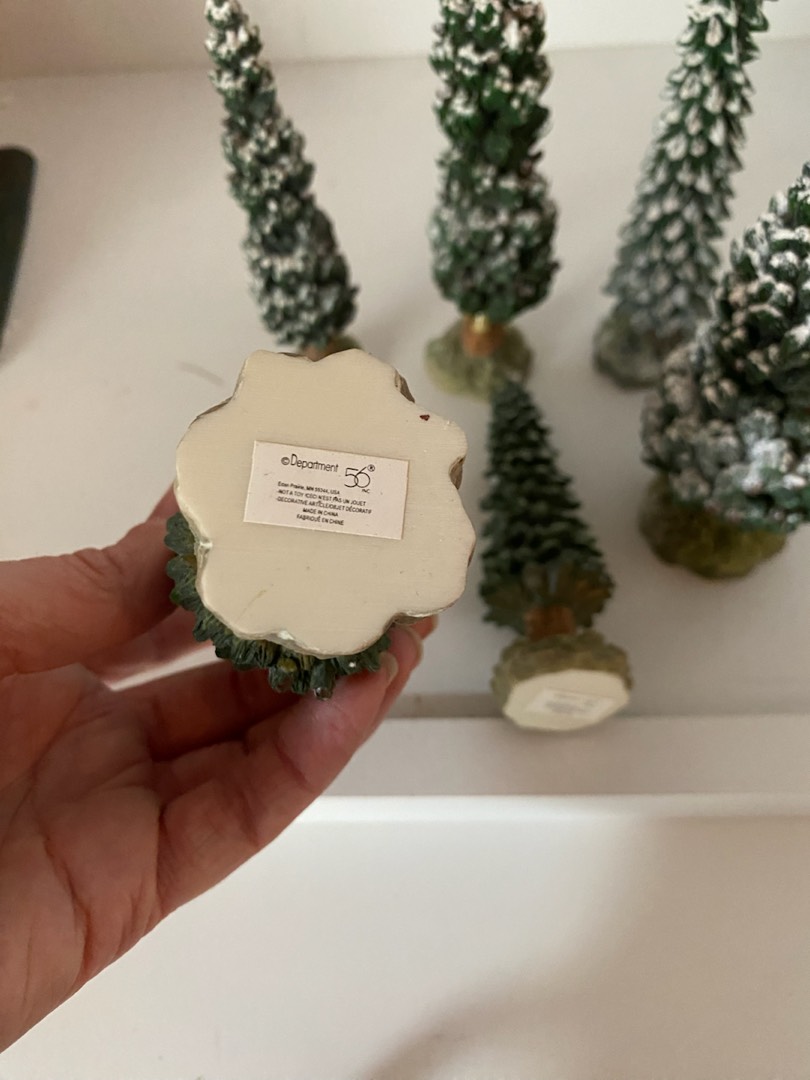 ©Department 56®
INC.
Eden Prairie, MN 55344, USA
-NOT A TOY /CECI N'EST PAS UN JOUET
-DECORATIVE ARTICLE/OBJET DÉCORATIF
MADE IN CHINA
FABRIQUÉ EN CHINE